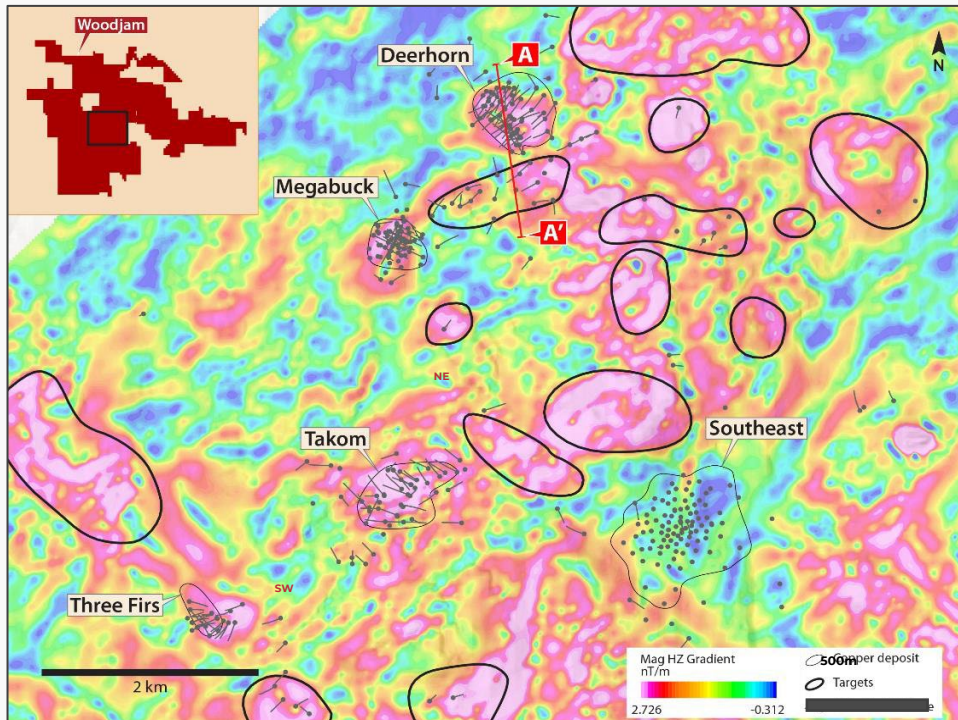 Woodjam
Deerhorn
A
N
Megabuck
A'
NE
Takom
Southeast
SW
Three Firs
2 km
Mag HZ Gradient
nT/m
2.726
-0.312
500m
deposit
Targets